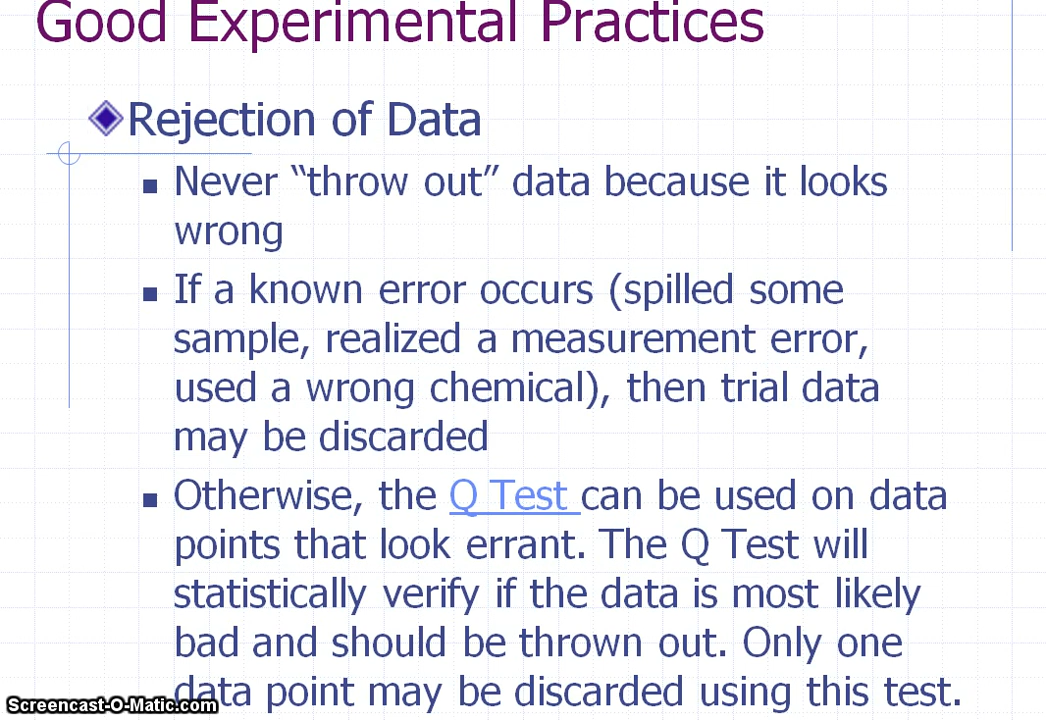 Good Experimental Practices
Rejection of Data
Never “throw out” data because it looks
wrong
If a known error occurs (spilled some
sample, realized a measurement error,
used a wrong chemical), then trial data
may be discarded
Otherwise, the Q Test can be used on data
points that look errant. The Q Test will
statistically verify if the data is most likely
bad and should be thrown out. Only one
data point may be discarded using this test.
Screencast-O-Matic.com